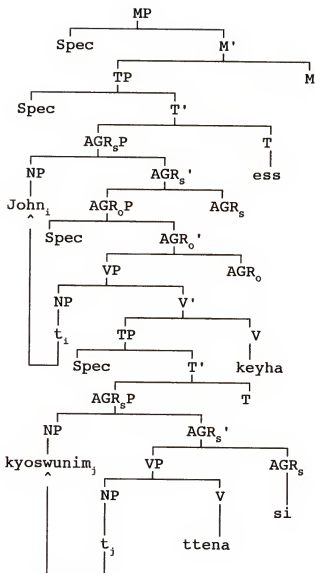 MP
Spec M'
TP M
Spec T'
AGRsP T
NP AGRs' ess
Johni AGRoP AGRs
Spec AGRo'
VP AGRo
NP V'
ti TP V
Spec T' keyha
AGRsP T
NP AGRs'
kyoswunimj VP AGRs
NP V si
tj ttena